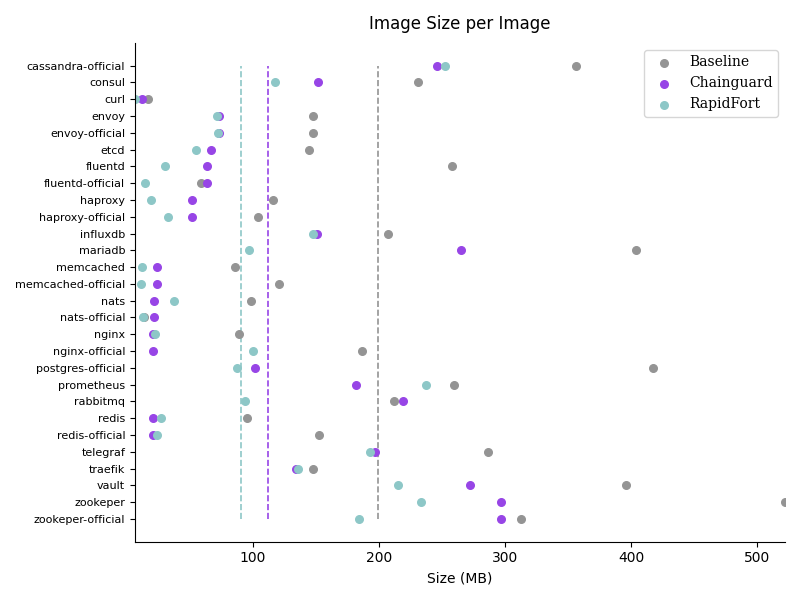 Image Size per Image
Baseline
Chainguard
RapidFort
cassandra-official
consul
curl
envoy
envoy-official
etcd
fluentd
fluentd-official
haproxy
haproxy-official
influxdb
mariadb
memcached
memcached-official
nats
nats-official
nginx
nginx-official
postgres-official
prometheus
rabbitmq
redis
redis-official
telegraf
traefik
vault
zookeper
zookeper-official
100 200 300 400 500
Size (MB)